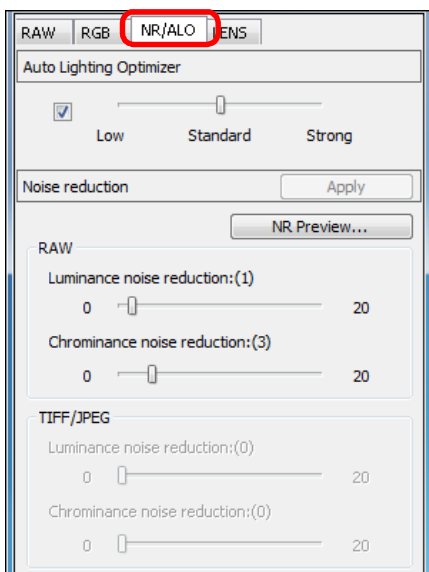 RAW RGB NR/ALO LENS
Auto Lighting Optimizer
Low Standard Strong
Noise reduction Apply
NR Preview...
RAW
Luminance noise reduction:(1)
0 20
Chrominance noise reduction:(3)
0 20
TIFF/JPEG
Luminance noise reduction:(0)
0 20
Chrominance noise reduction:(0)
0 20